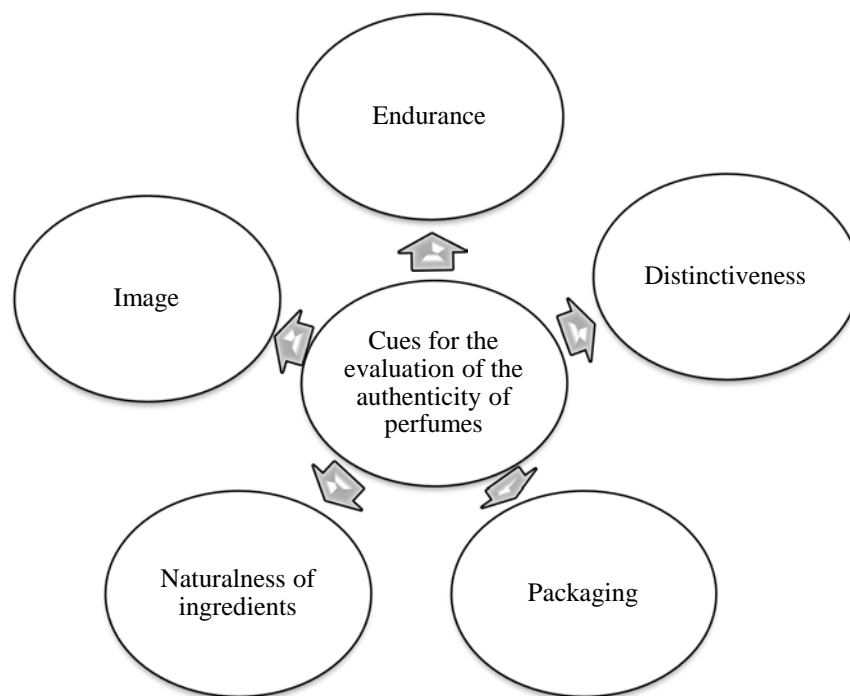 Endurance
Distinctiveness
Image
Cues for the
evaluation of the
authenticity of
perfumes
Naturalness of
ingredients
Packaging